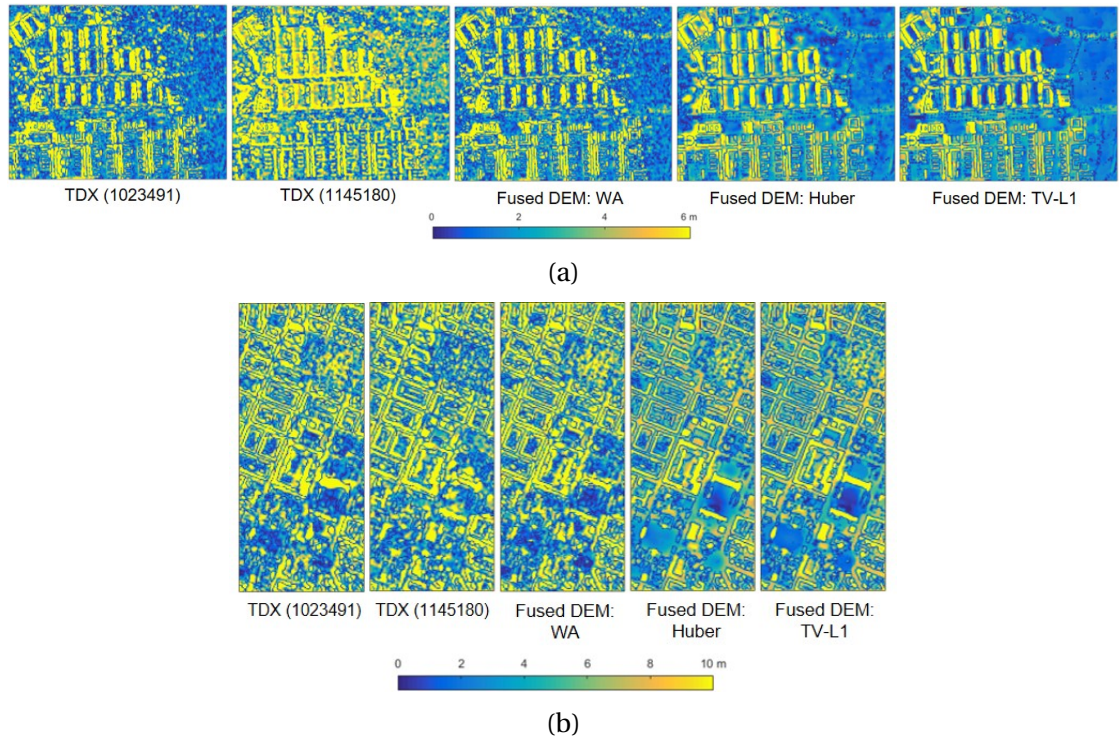 TDX (1023491) TDX (1145180) Fused DEM: WA Fused DEM: Huber Fused DEM: TV-L1
0 2 4 6 m
(a)
TDX (1023491) TDX (1145180) Fused DEM: WA Fused DEM: Huber Fused DEM: TV-L1
0 2 4 6 8 10 m
(b)